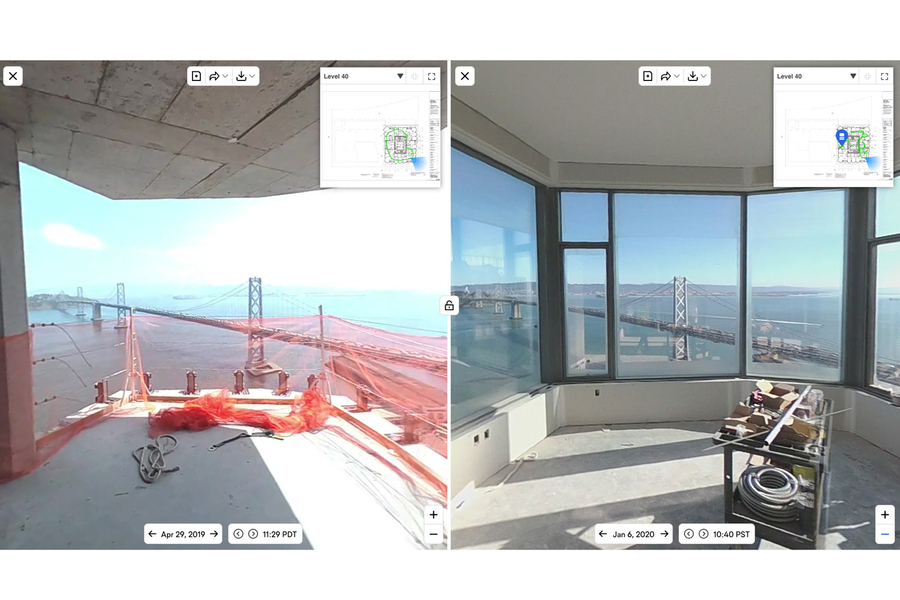 Level 40
Apr 29, 2019
11:29 PDT
Level 40
Jan 6, 2020
10:40 PST